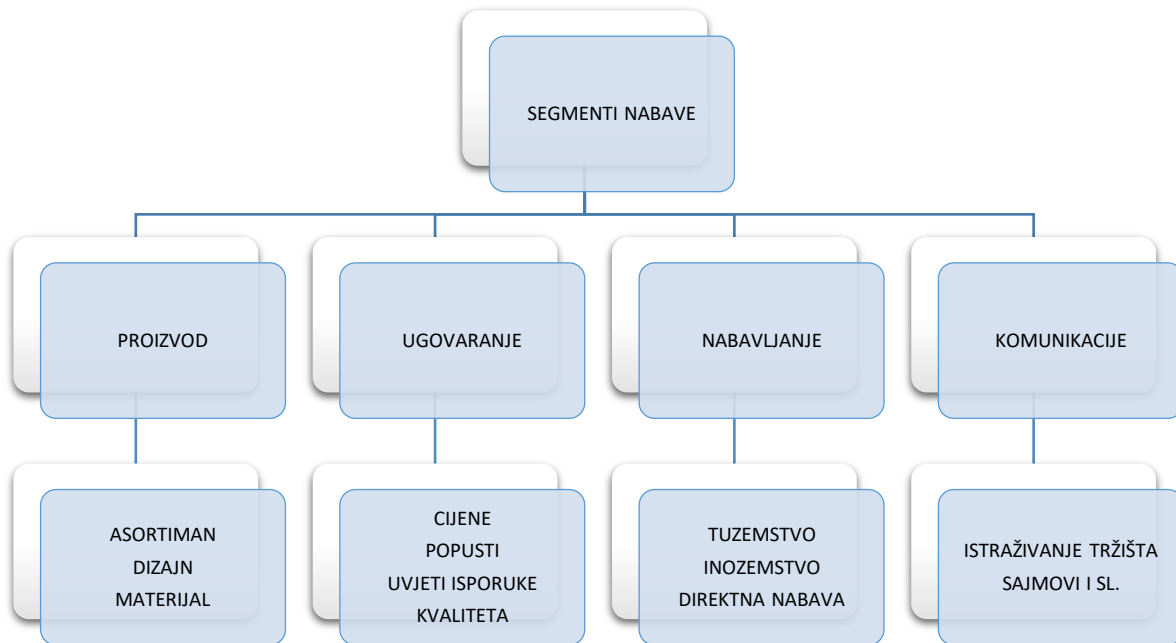 SEGMENTI NABAVE
PROIZVOD
UGOVARANJE
NABAVLJANJE
KOMUNIKACIJE
ASORTIMAN
DIZAJN
MATERIJAL
CIJENE
POPUSTI
UVJETI ISPORUKE
KVALITETA
TUZEMSTVO
INOZEMSTVO
DIREKTNA NABAVA
ISTRAŽIVANJE TRŽIŠTA
SAJMOVI I SL.